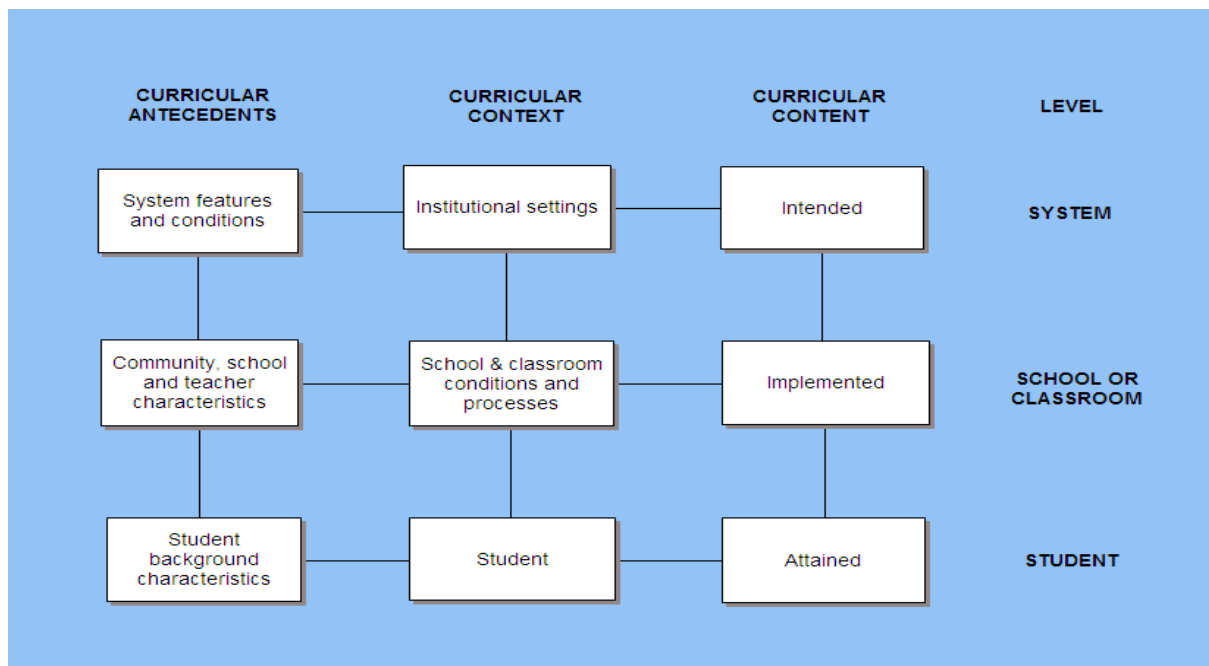 CURRICULAR
ANTECEDENTS
CURRICULAR
CONTEXT
CURRICULAR
CONTENT
LEVEL
System features
and conditions
Institutional settings
Intended
SYSTEM
Community, school
and teacher
characteristics
School & classroom
conditions and
processes
Implemented
SCHOOL OR
CLASSROOM
Student
background
characteristics
Student
Attained
STUDENT